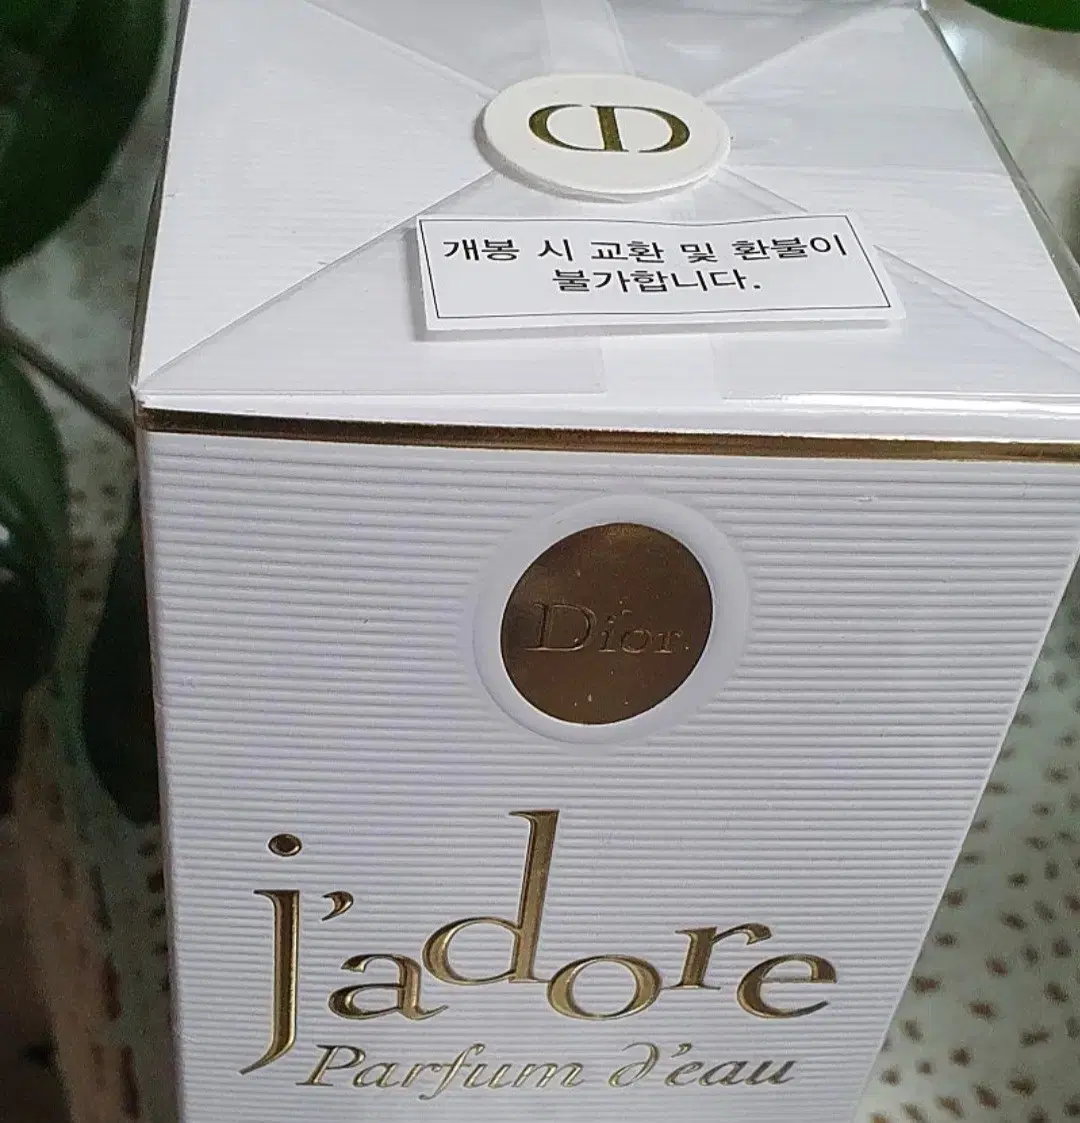 CD
개봉 시 교환 및 환불이
불가합니다.
Dior
j'adore
Parfum d'eau